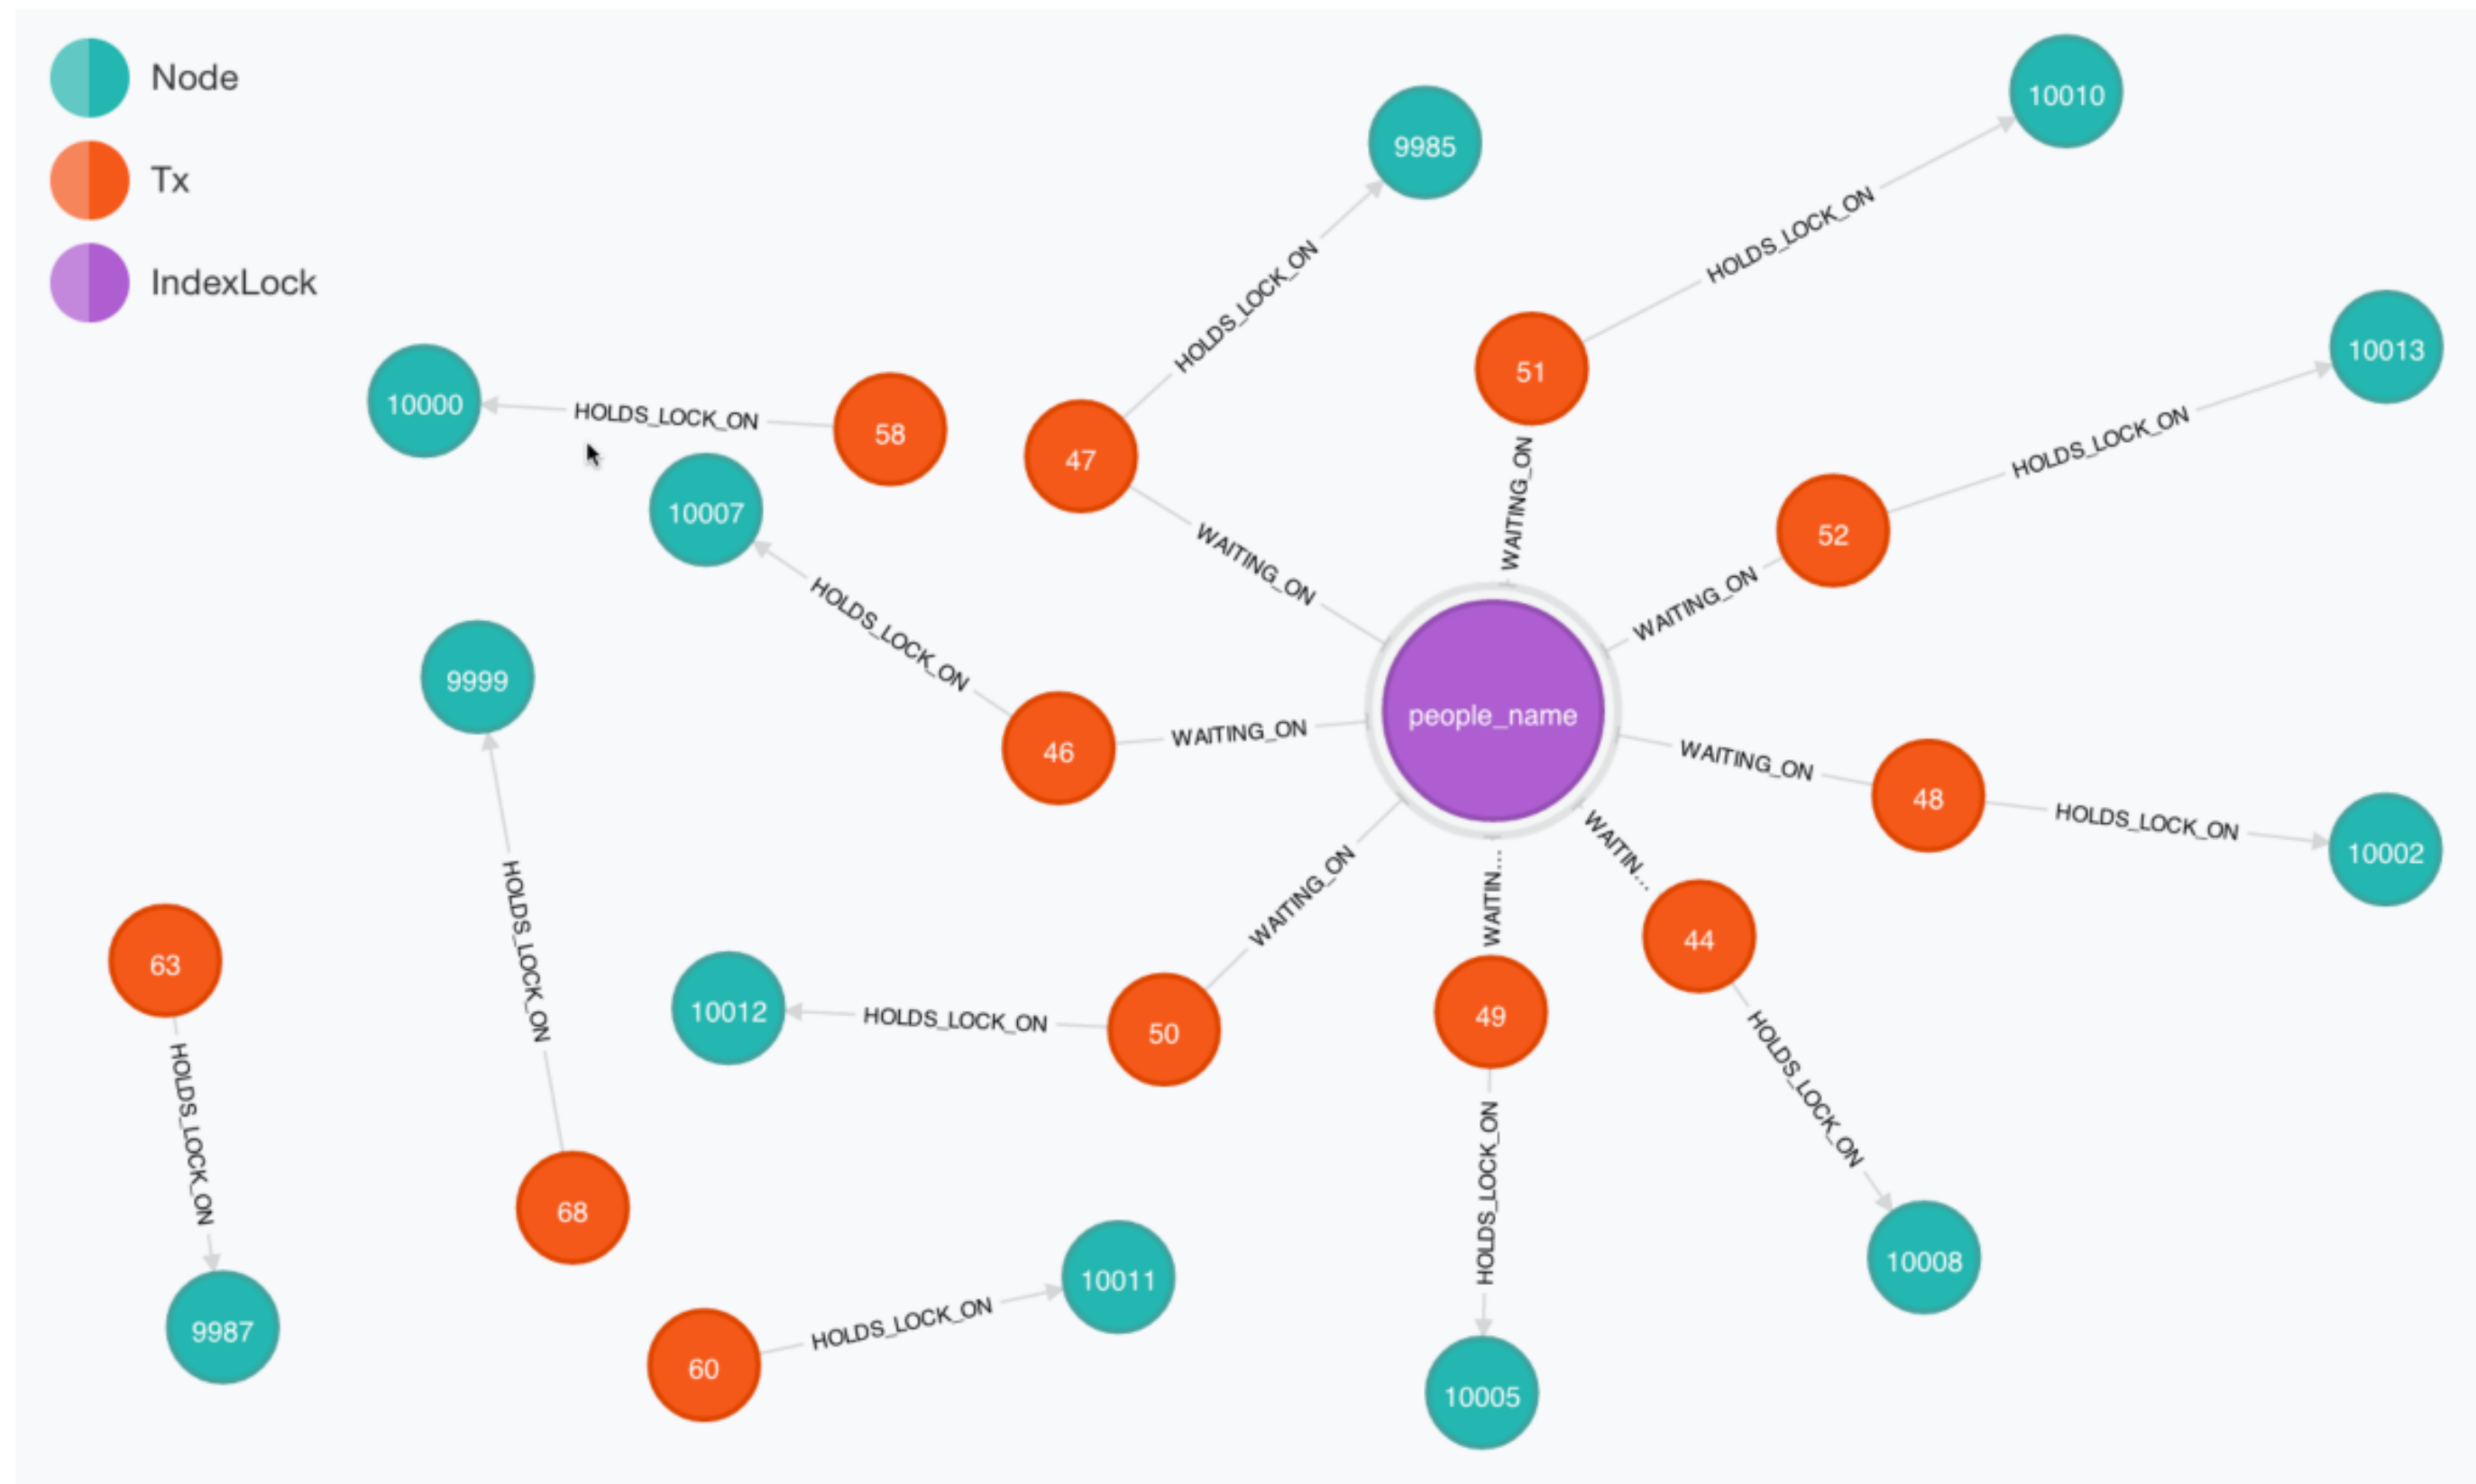 Node
Tx
IndexLock
10010
9985
HOLDS_LOCK_ON
HOLDS_LOCK_ON
10013
51
10000
HOLDS_LOCK_ON
58
47
HOLDS_LOCK_ON
WAITING_ON
10007
52
WAITING_ON
WAITING_ON
HOLDS_LOCK_ON
9999
people_name
WAITING_ON
46
WAITING_ON
48
HOLDS_LOCK_ON
10002
WAITIN...
WAITING_ON
WAITIN...
44
HOLDS_LOCK_ON
63
10012
HOLDS_LOCK_ON
50
49
HOLDS_LOCK_ON
HOLDS_LOCK_ON
HOLDS_LOCK_ON
68
10011
10008
9987
60
HOLDS_LOCK_ON
10005